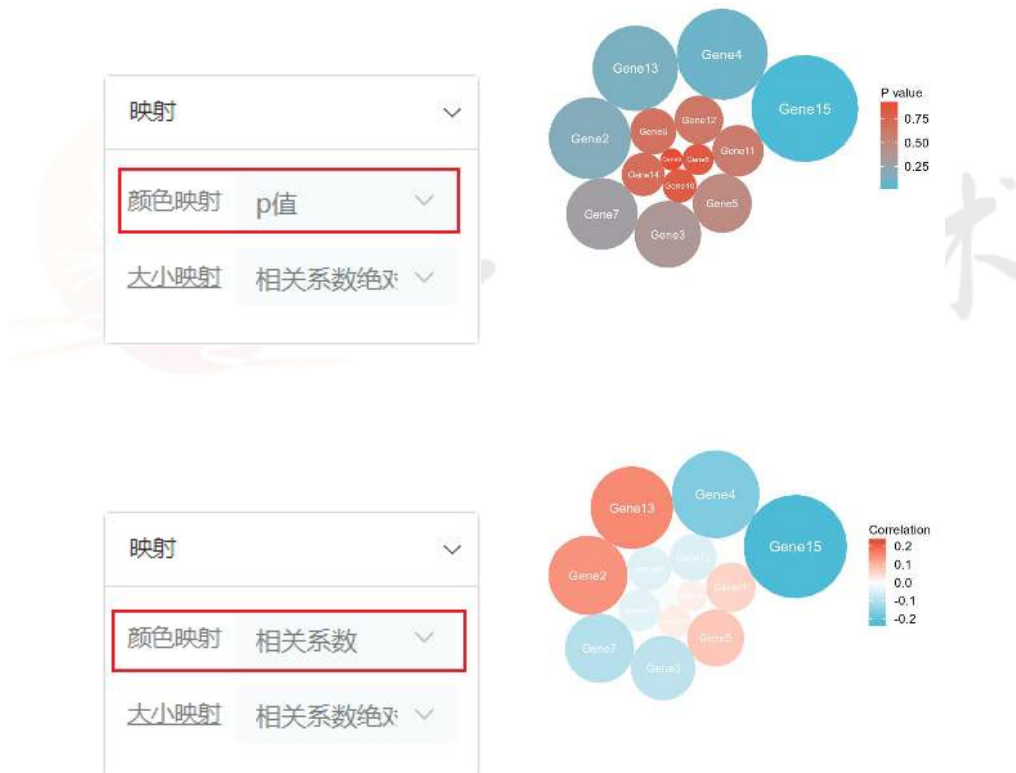 映射
颜色映射 p值
大小映射 相关系数绝对
Gene4
Gene13
Gene15
Gene12
Gene6
Gene2
Gene11
Gene14
Gene10
Gene5
Gene7
Gene3
P value
0.75
0.50
0.25
术
映射
颜色映射 相关系数
大小映射 相关系数绝对
Gene4
Gene13
Gene15
Gene2
Gene11
Gene5
Gene7
Gene3
Correlation
0.2
0.1
0.0
-0.1
-0.2